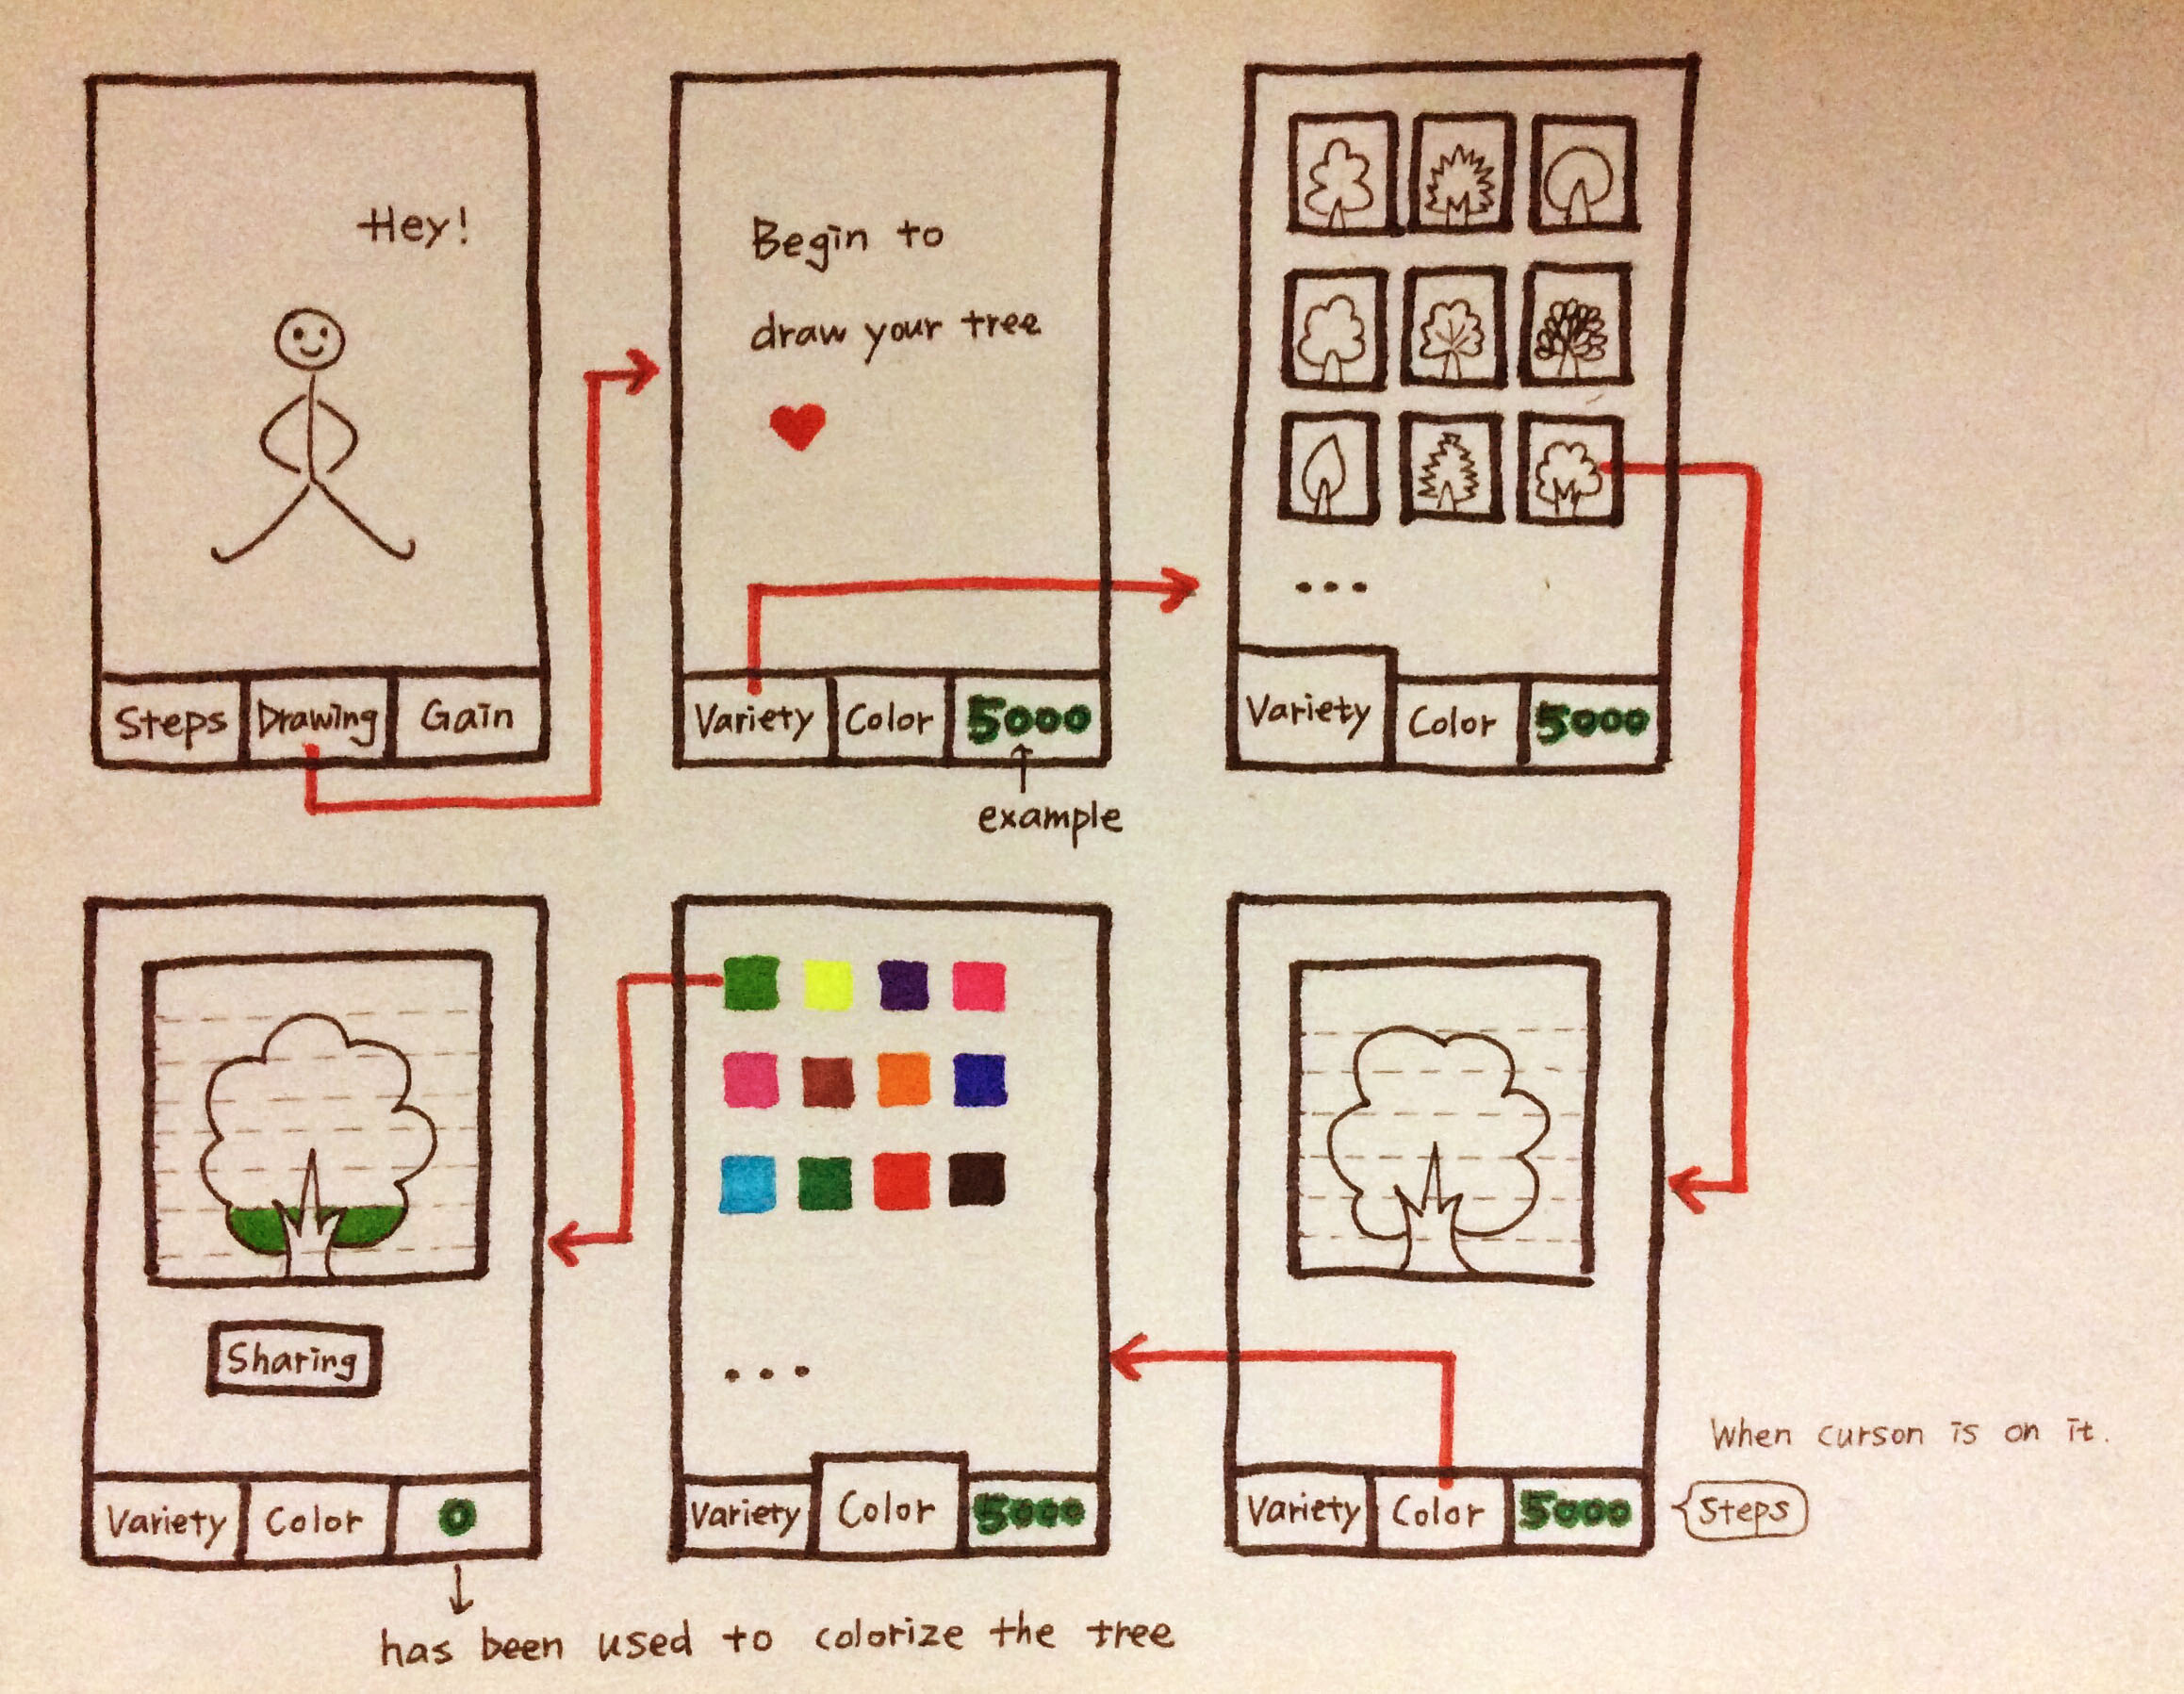 Hey!
Steps Drawing Gain
Begin to
draw your tree
Variety Color 5000
example
...
Variety Color 5000
Sharing
Variety Color 0
has been used to colorize the tree
...
Variety Color 5000
When curson is on it.
Variety Color 5000
Steps